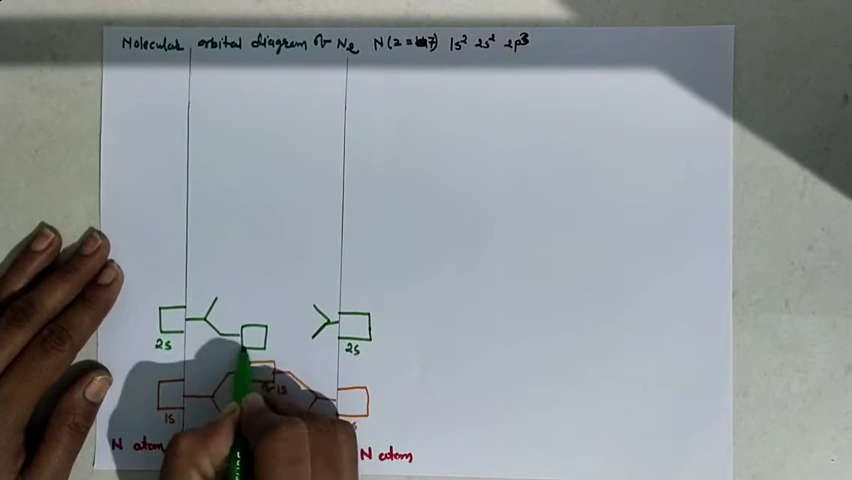 Molecular orbital diagram of N2 N(Z=7) 1s² 2s² 2p³
2s 2s
1s
N atom N atom